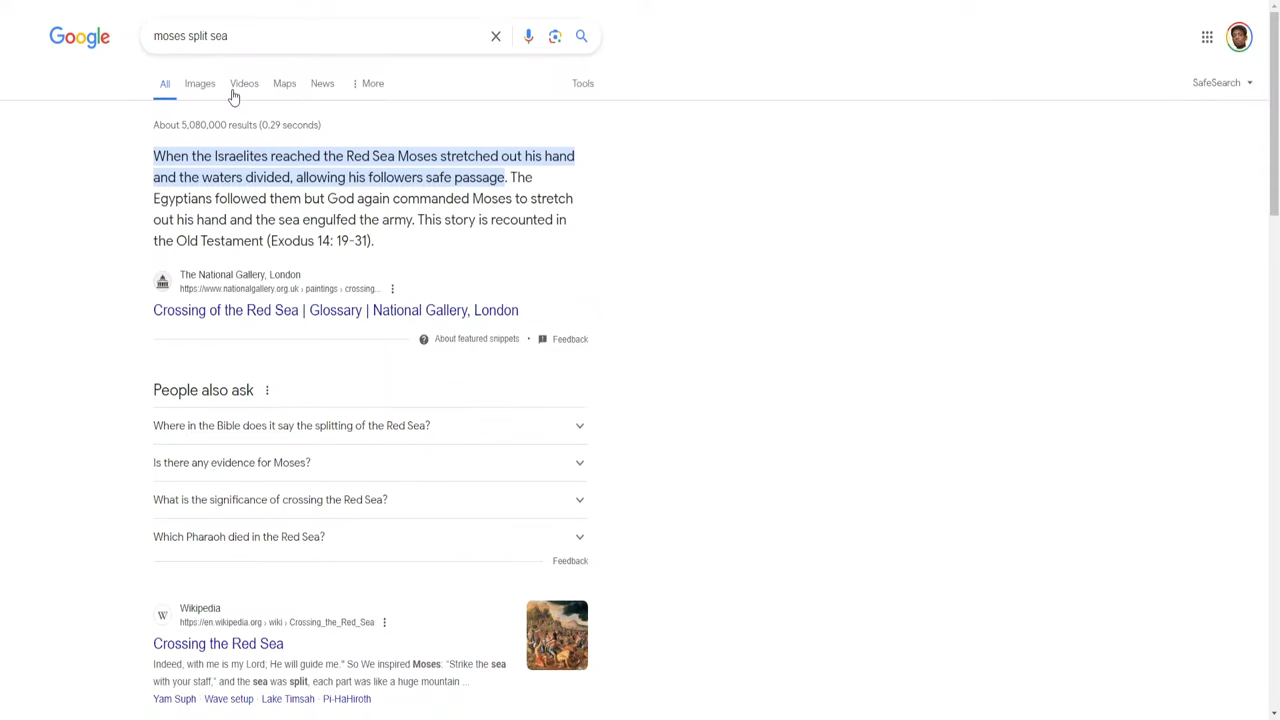 Google
moses split sea
All Images Videos Maps News More Tools
SafeSearch
About 5,080,000 results (0.29 seconds)
When the Israelites reached the Red Sea Moses stretched out his hand
and the waters divided, allowing his followers safe passage. The
Egyptians followed them but God again commanded Moses to stretch
out his hand and the sea engulfed the army. This story is recounted in
the Old Testament (Exodus 14: 19-31).
The National Gallery, London
https://www.nationalgallery.org.uk › paintings › crossing...
Crossing of the Red Sea | Glossary | National Gallery, London
About featured snippets • Feedback
People also ask
Where in the Bible does it say the splitting of the Red Sea?
Is there any evidence for Moses?
What is the significance of crossing the Red Sea?
Which Pharaoh died in the Red Sea?
Feedback
W
Wikipedia
https://en.wikipedia.org › wiki › Crossing_the_Red_Sea
Crossing the Red Sea
Indeed, with me is my Lord; He will guide me." So We inspired Moses: "Strike the sea
with your staff," and the sea was split, each part was like a huge mountain ...
Yam Suph · Wave setup · Lake Timsah · Pi-HaHiroth